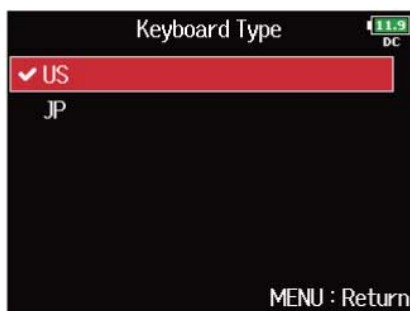 Keyboard Type
11.9
DC
US
JP
MENU : Return